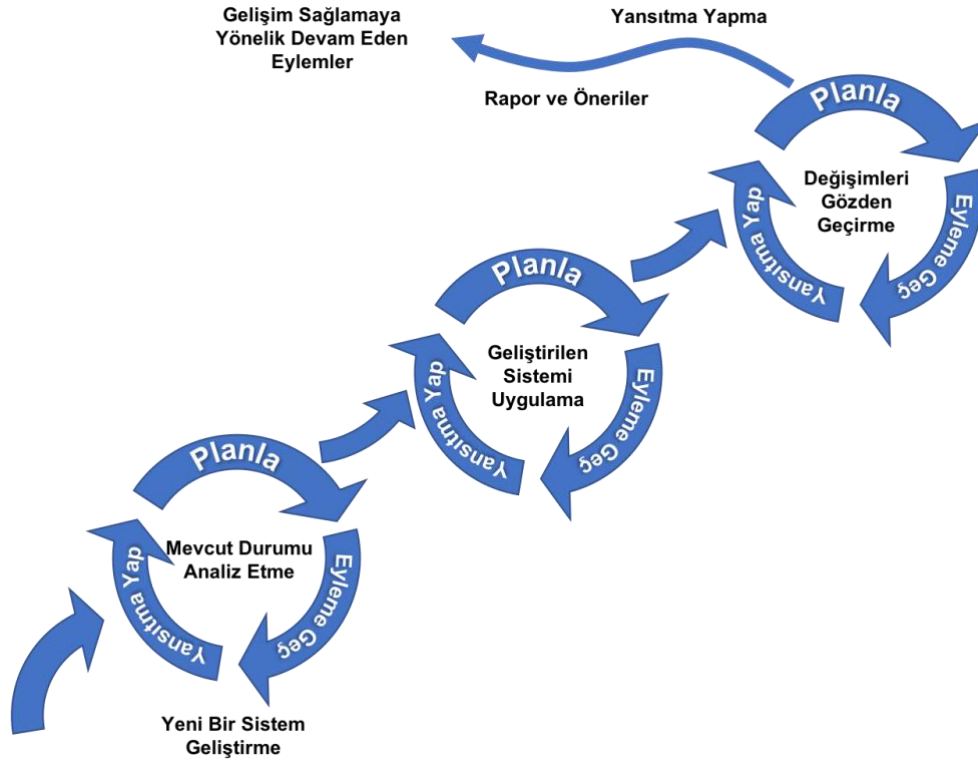 Gelişim Sağlamaya
Yönelik Devam Eden
Eylemler
Yansıtma Yapma
Rapor ve Öneriler
Planla
Eyleme Geç
Yansıtma Yap
Değişimleri
Gözden
Geçirme
Planla
Eyleme Geç
Yansıtma Yap
Geliştirilen
Sistemi
Uygulama
Planla
Eyleme Geç
Yansıtma Yap
Mevcut Durumu
Analiz Etme
Yeni Bir Sistem
Geliştirme